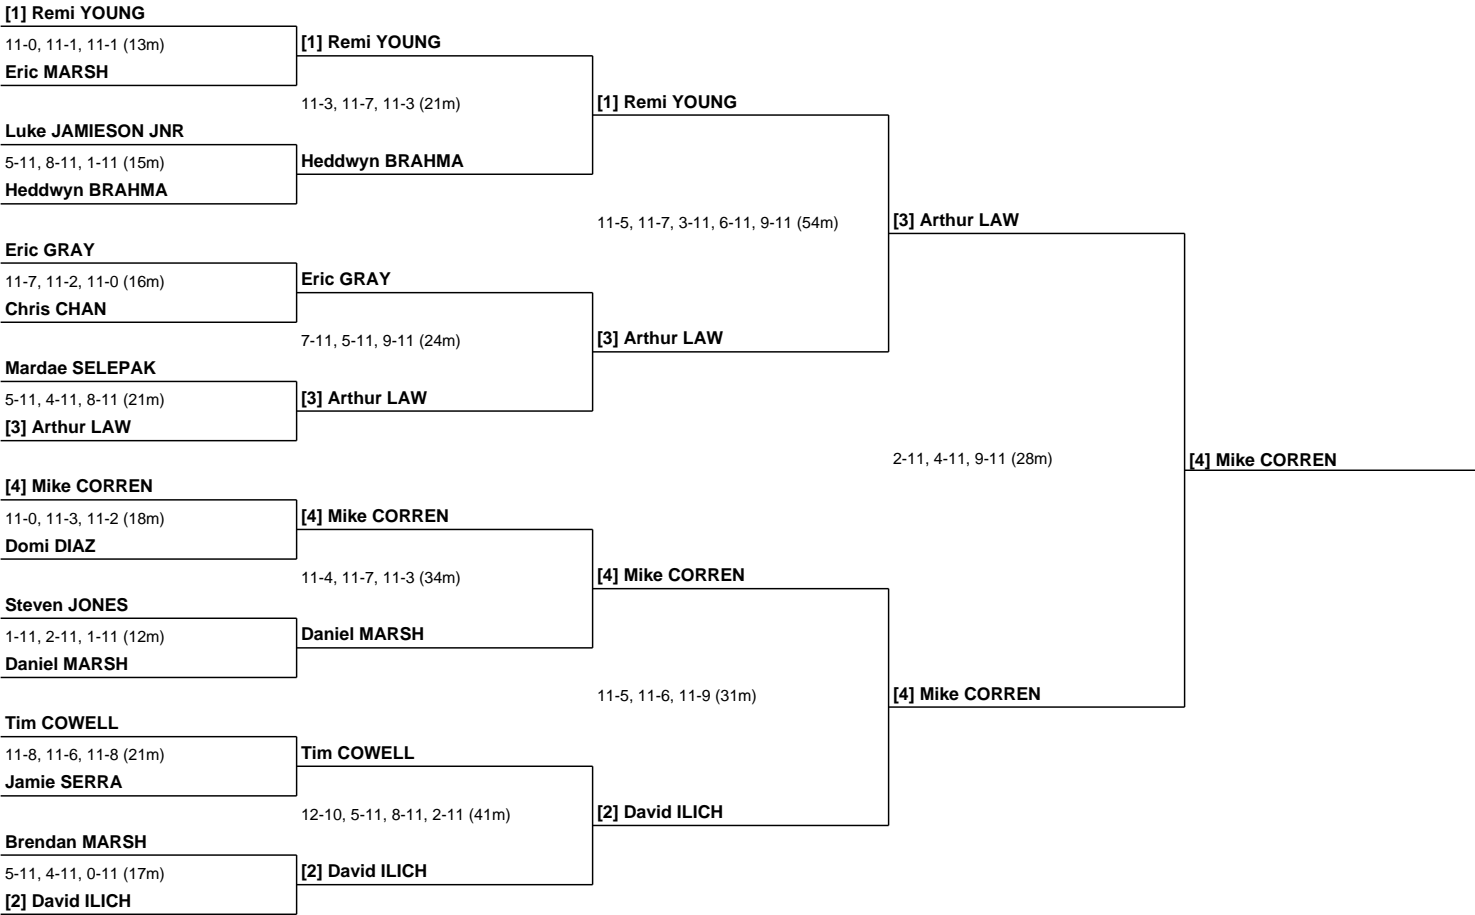 [1] Remi YOUNG
11-0, 11-1, 11-1 (13m)
Eric MARSH
Luke JAMIESON JNR
5-11, 8-11, 1-11 (15m)
Heddwyn BRAHMA
Eric GRAY
11-7, 11-2, 11-0 (16m)
Chris CHAN
Mardae SELEPAK
5-11, 4-11, 8-11 (21m)
[3] Arthur LAW
[4] Mike CORREN
11-0, 11-3, 11-2 (18m)
Domi DIAZ
Steven JONES
1-11, 2-11, 1-11 (12m)
Daniel MARSH
Tim COWELL
11-8, 11-6, 11-8 (21m)
Jamie SERRA
Brendan MARSH
5-11, 4-11, 0-11 (17m)
[2] David ILICH
[1] Remi YOUNG
11-3, 11-7, 11-3 (21m)
Heddwyn BRAHMA
Eric GRAY
7-11, 5-11, 9-11 (24m)
[3] Arthur LAW
[4] Mike CORREN
11-4, 11-7, 11-3 (34m)
Daniel MARSH
Tim COWELL
12-10, 5-11, 8-11, 2-11 (41m)
[2] David ILICH
[1] Remi YOUNG
11-5, 11-7, 3-11, 6-11, 9-11 (54m)
[3] Arthur LAW
[4] Mike CORREN
11-5, 11-6, 11-9 (31m)
[2] David ILICH
[3] Arthur LAW
2-11, 4-11, 9-11 (28m)
[4] Mike CORREN
[4] Mike CORREN